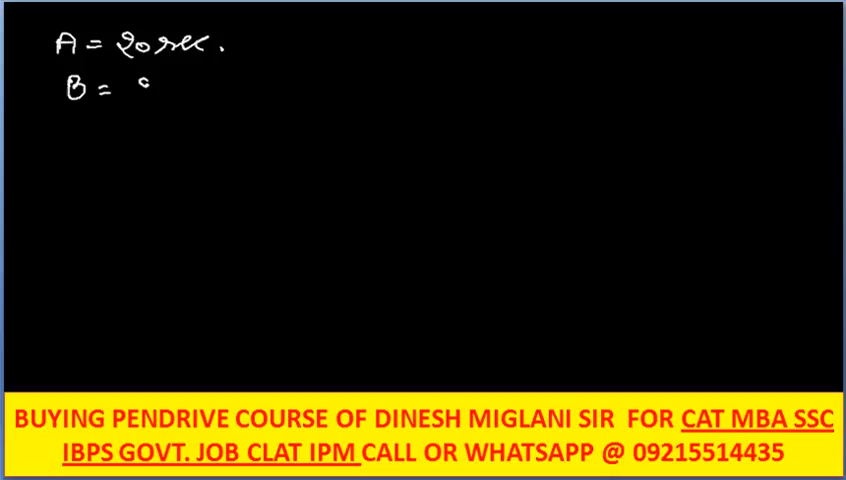 A = 20 sec.
B =
BUYING PENDRIVE COURSE OF DINESH MIGLANI SIR FOR CAT MBA SSC
IBPS GOVT. JOB CLAT IPM CALL OR WHATSAPP @ 09215514435